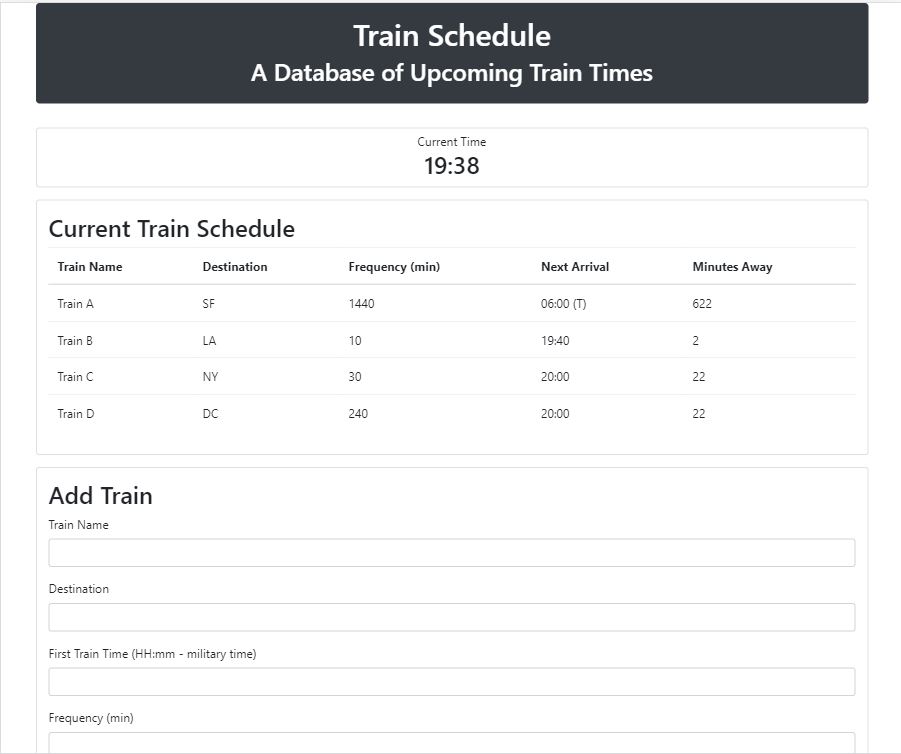 Train Schedule
A Database of Upcoming Train Times
Current Time
19:38
Current Train Schedule
Train Name Destination Frequency (min) Next Arrival Minutes Away
Train A SF 1440 06:00 (T) 622
Train B LA 10 19:40 2
Train C NY 30 20:00 22
Train D DC 240 20:00 22
Add Train
Train Name
Destination
First Train Time (HH:mm - military time)
Frequency (min)